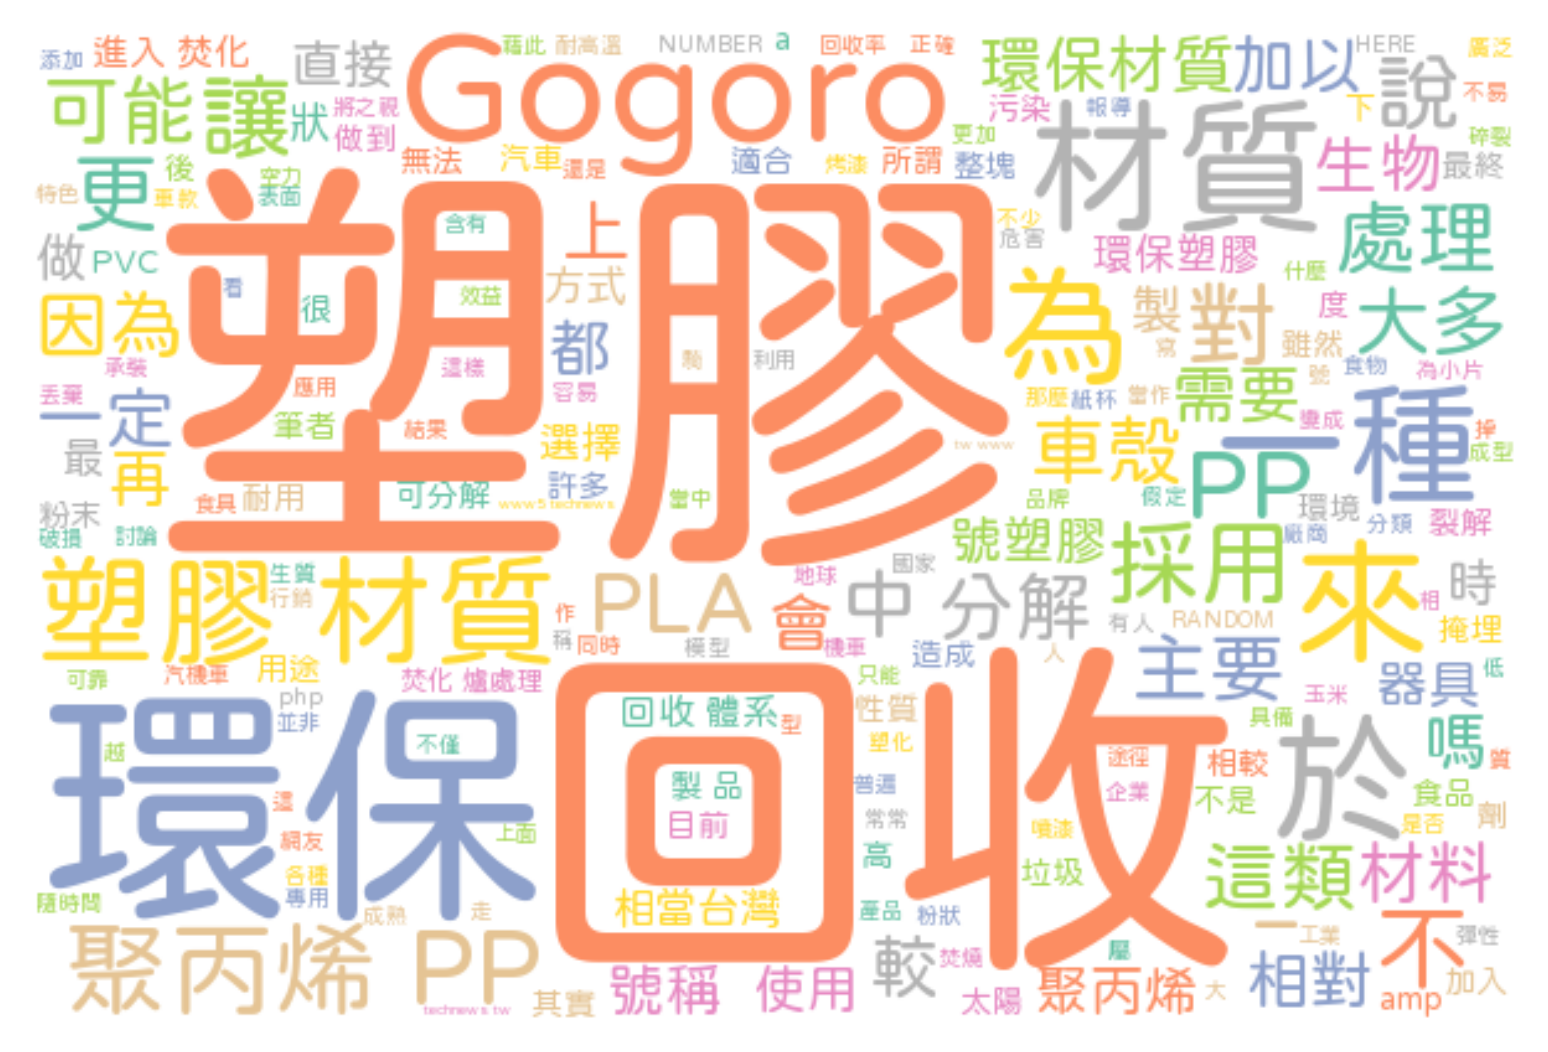 添加 進入 焚化 直接 Gogoro 藉此 耐高溫 NUMBER a 回收率 正確 環保材質 加以 HERE 說 廣泛
可能 讓 狀 將之視 做到 污染 報導 下 不易
材質 更加 碎裂
更 後 空力 表面 特色 車款 無法 汽車 還是 適合 烤漆 所謂 整塊 生物 最終
塑膠 含有 上 不少 危害 處理
做 PVC 看 很 效益 方式 環保塑膠 什麼
因為 為 製 對 度 大多
承裝 這樣 都 駒 利用 寫 雖然 食物 為小片
丟棄 應用 容易 那麼 紙杯 當作 需要 號 變成
一定 筆者 結果 選擇 tw www 車殼 一種 掉 成型
最 再 食具 耐用 可分解 www5 technews 許多 當中 品牌 假定 PP 環境 分類 裂解
粉末 破損 討論 號塑膠 採用 廠商
塑膠 材質 生質 行銷 PLA 地球 國家 中 分解 來 時
作 稱 同時 模型 會 機車 有人 RANDOM 相 掩埋
可靠 汽機車 用途 焚化 爐處理 造成 人 主要 器具 低
環保 php 並非 回收 體系 型 只能 性質 玉米
越 不僅 回收 塑化 具備 於 嗎 質
這 製 品 普遍 途徑 相較
網友 上面 目前 常常 企業 不是 食品 劑
各種 高 噴漆 垃圾 是否
隨時間 專用 成熟 走 相當台灣 產品 粉狀 這類 材料
聚丙烯 PP 較 焚燒 屬 一 工業 不 彈性
technews tw 其實 號稱 使用 太陽 聚丙烯 大 相對 amp 加入